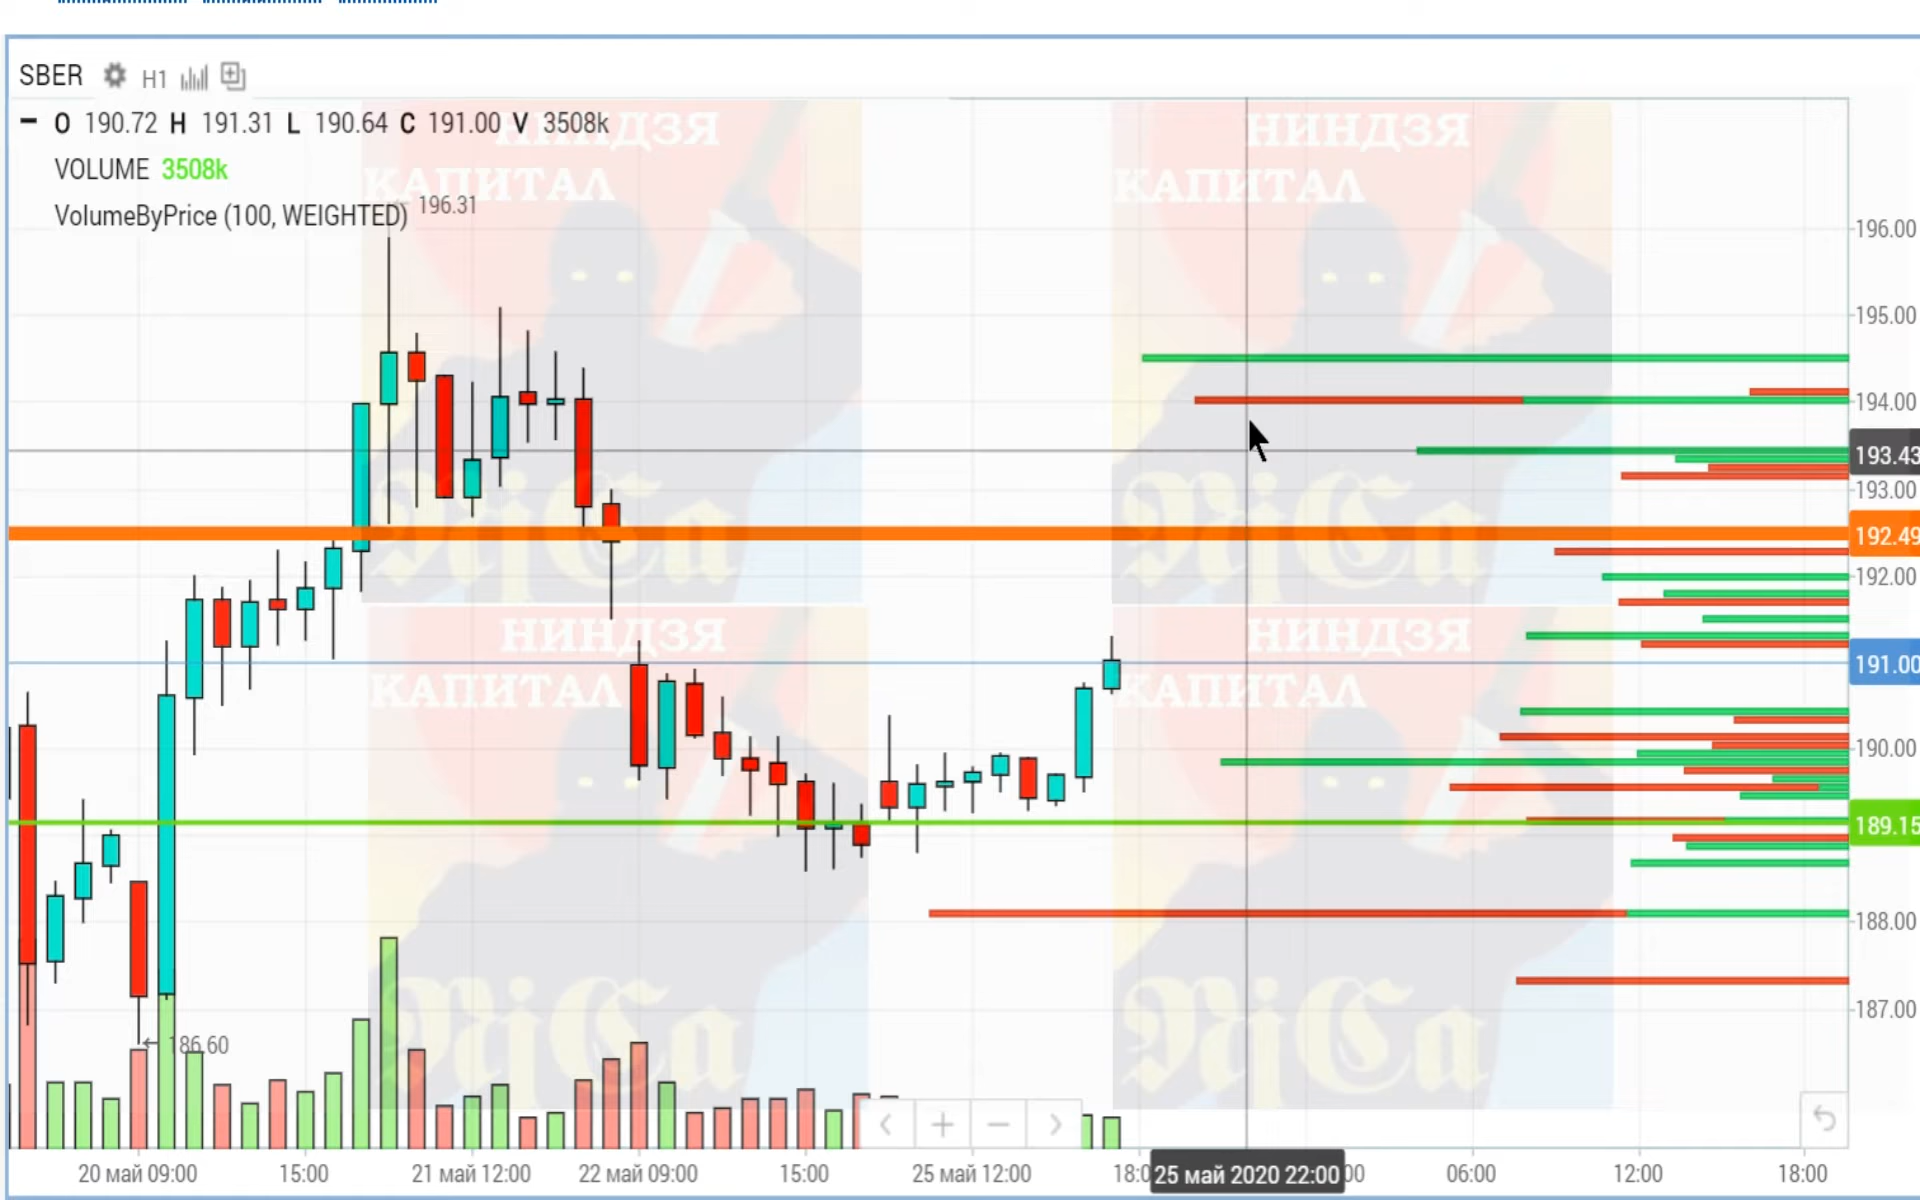 SBER H1
O 190.72 H 191.31 L 190.64 C 191.00 V 3508k
VOLUME 3508k
VolumeByPrice (100, WEIGHTED)
← 196.31
НИНДЗЯ
КАПИТАЛ
NjCa
НИНДЗЯ
КАПИТАЛ
NjCa
НИНДЗЯ
КАПИТАЛ
NjCa
НИНДЗЯ
КАПИТАЛ
NjCa
← 186.60
196.00
195.00
194.00
193.43
193.00
192.49
192.00
191.00
190.00
189.15
188.00
187.00
20 май 09:00
15:00
21 май 12:00
22 май 09:00
15:00
25 май 12:00
25 май 2020 22:00
06:00
12:00
18:00